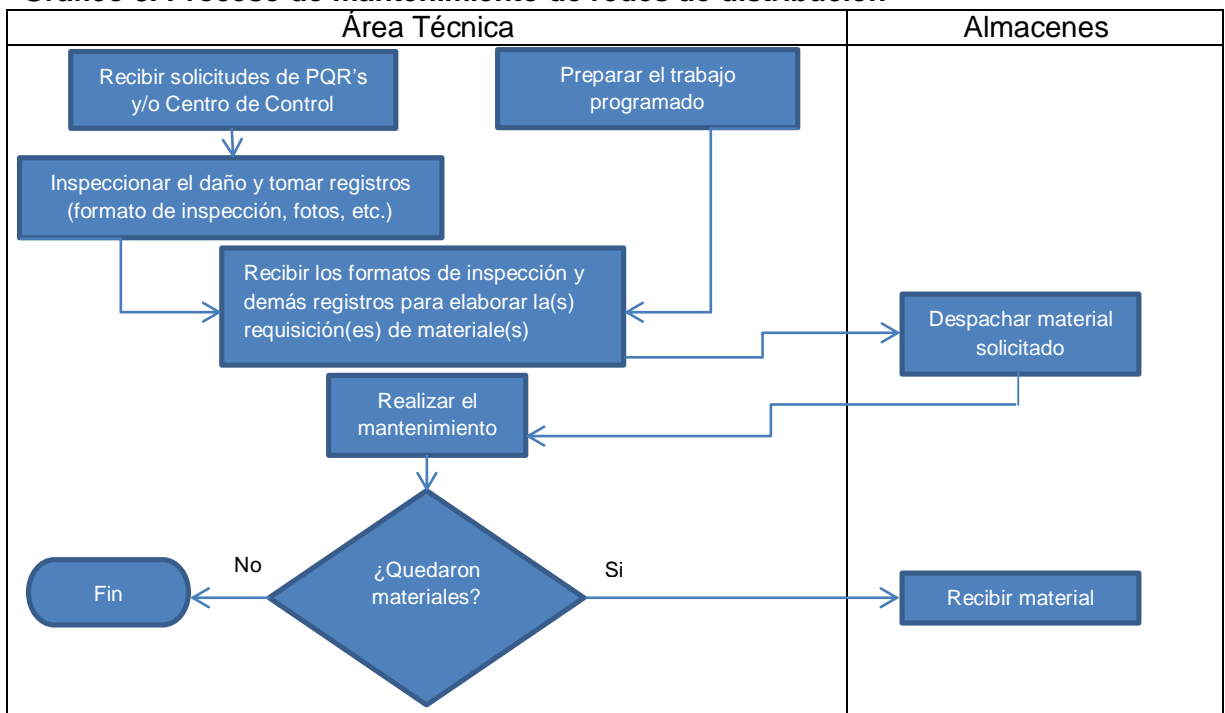 Área Técnica
Almacenes
Recibir solicitudes de PQR's
y/o Centro de Control
Preparar el trabajo
programado
Inspeccionar el daño y tomar registros
(formato de inspección, fotos, etc.)
Recibir los formatos de inspección y
demás registros para elaborar la(s)
requisición(es) de materiale(s)
Despachar material
solicitado
Realizar el
mantenimiento
¿Quedaron
materiales?
No
Si
Fin
Recibir material